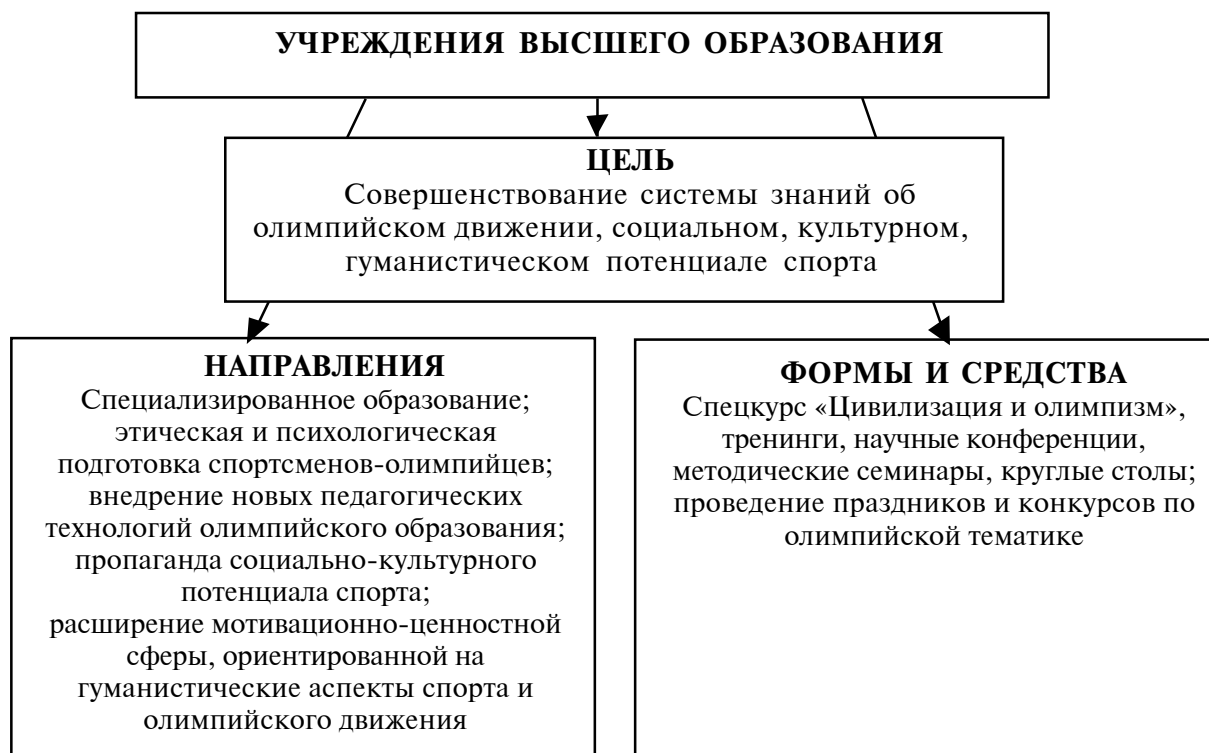 УЧРЕЖДЕНИЯ ВЫСШЕГО ОБРАЗОВАНИЯ
ЦЕЛЬ
Совершенствование системы знаний об
олимпийском движении, социальном, культурном,
гуманистическом потенциале спорта
НАПРАВЛЕНИЯ
Специализированное образование;
этическая и психологическая
подготовка спортсменов-олимпийцев;
внедрение новых педагогических
технологий олимпийского образования;
пропаганда социально-культурного
потенциала спорта;
расширение мотивационно-ценностной
сферы, ориентированной на
гуманистические аспекты спорта и
олимпийского движения
ФОРМЫ И СРЕДСТВА
Спецкурс «Цивилизация и олимпизм»,
тренинги, научные конференции,
методические семинары, круглые столы;
проведение праздников и конкурсов по
олимпийской тематике